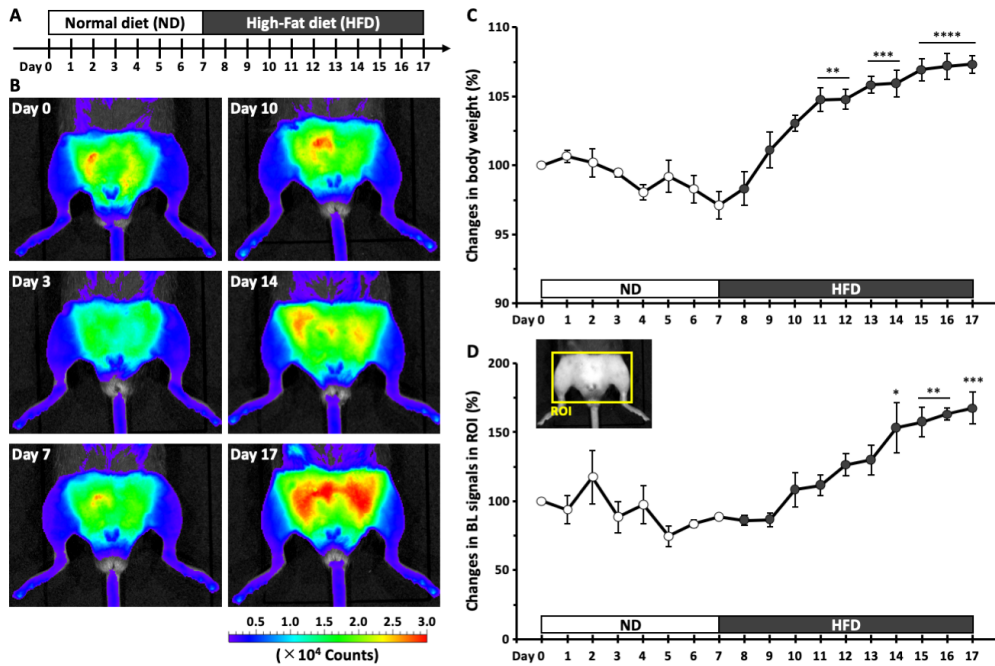 A
Normal diet (ND) High-Fat diet (HFD)
Day 0 1 2 3 4 5 6 7 8 9 10 11 12 13 14 15 16 17
B
Day 0 Day 10
Day 3 Day 14
Day 7 Day 17
0.5 1.0 1.5 2.0 2.5 3.0
(×10⁴ Counts)
C
Changes in body weight (%)
110
105
100
95
90
** *** ****
ND HFD
Day 0 1 2 3 4 5 6 7 8 9 10 11 12 13 14 15 16 17
D
Changes in BL signals in ROI (%)
200
150
100
50
0
ROI
* ** ***
ND HFD
Day 0 1 2 3 4 5 6 7 8 9 10 11 12 13 14 15 16 17